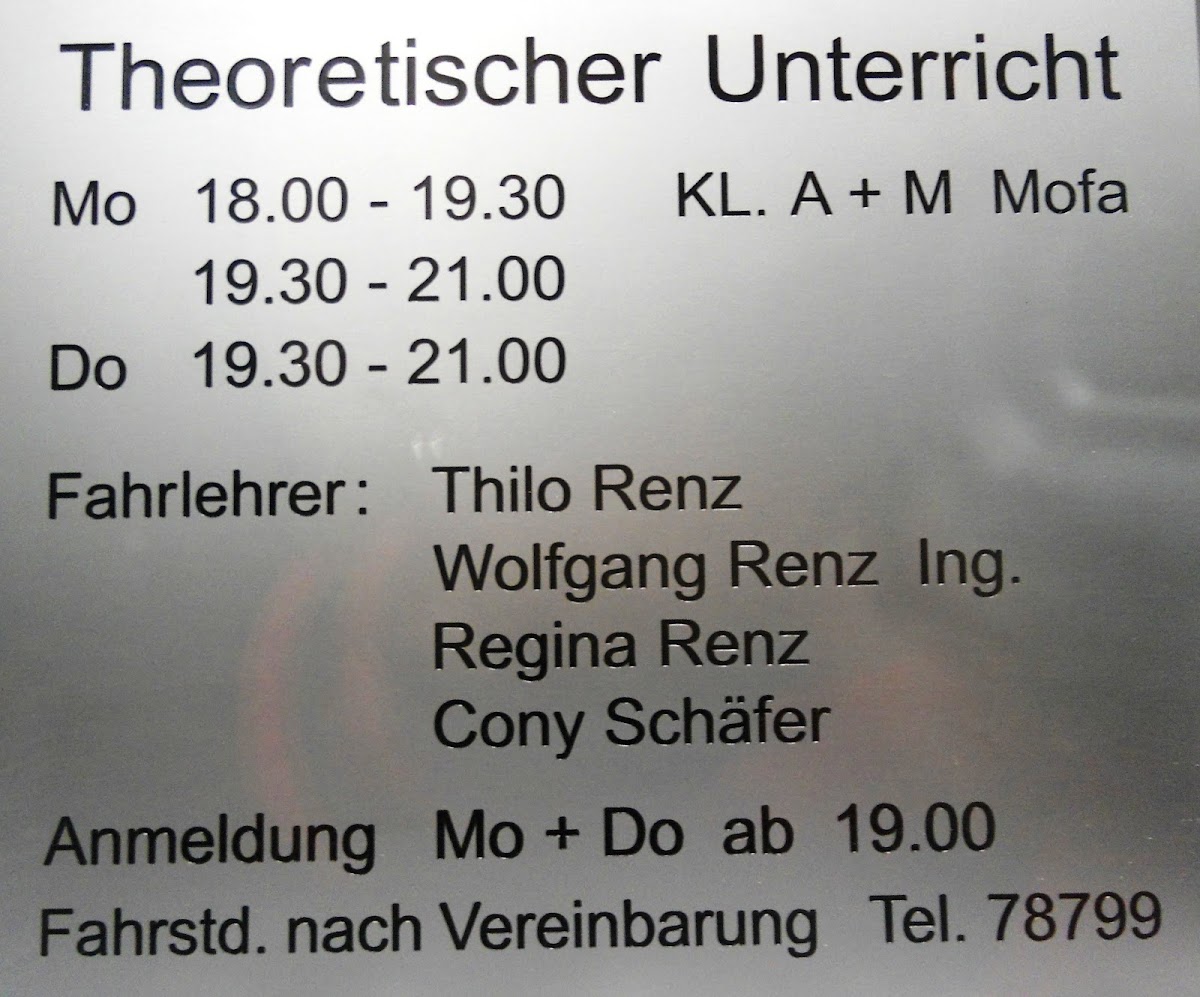 Theoretischer Unterricht
Mo 18.00 - 19.30 KL. A + M Mofa
19.30 - 21.00
Do 19.30 - 21.00
Fahrlehrer: Thilo Renz
Wolfgang Renz Ing.
Regina Renz
Cony Schäfer
Anmeldung Mo + Do ab 19.00
Fahrstd. nach Vereinbarung Tel. 78799